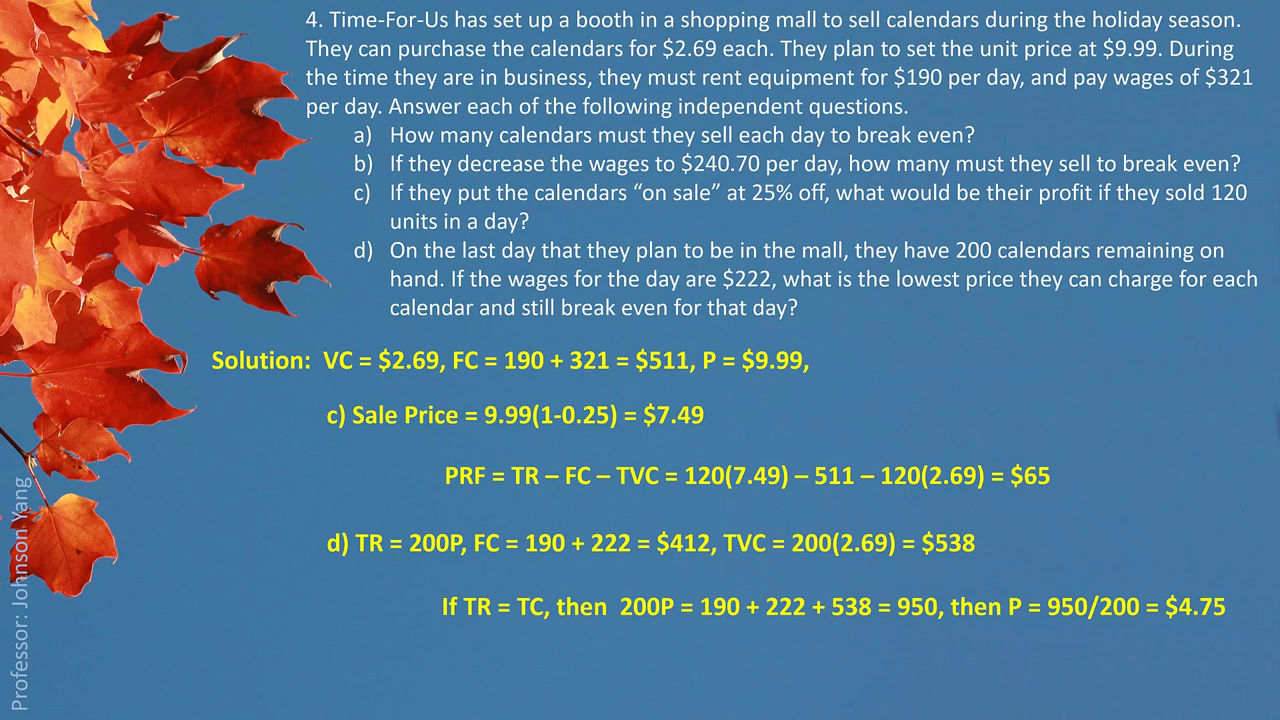 4. Time-For-Us has set up a booth in a shopping mall to sell calendars during the holiday season.
They can purchase the calendars for $2.69 each. They plan to set the unit price at $9.99. During
the time they are in business, they must rent equipment for $190 per day, and pay wages of $321
per day. Answer each of the following independent questions.
a) How many calendars must they sell each day to break even?
b) If they decrease the wages to $240.70 per day, how many must they sell to break even?
c) If they put the calendars “on sale” at 25% off, what would be their profit if they sold 120
units in a day?
d) On the last day that they plan to be in the mall, they have 200 calendars remaining on
hand. If the wages for the day are $222, what is the lowest price they can charge for each
calendar and still break even for that day?
Solution: VC = $2.69, FC = 190 + 321 = $511, P = $9.99,
c) Sale Price = 9.99(1-0.25) = $7.49
PRF = TR – FC – TVC = 120(7.49) – 511 – 120(2.69) = $65
d) TR = 200P, FC = 190 + 222 = $412, TVC = 200(2.69) = $538
If TR = TC, then 200P = 190 + 222 + 538 = 950, then P = 950/200 = $4.75
Professor: Johnson Yang